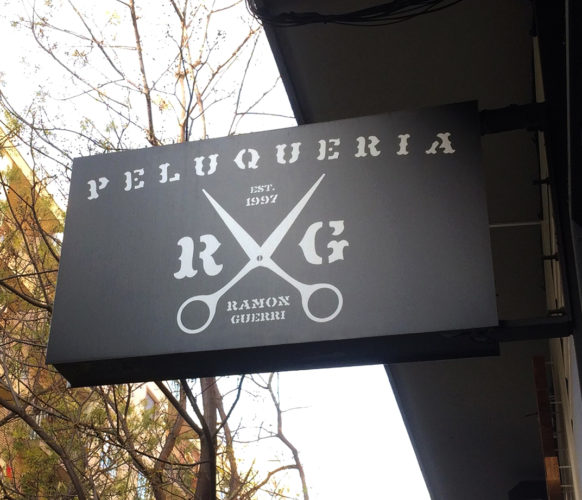 PELUQUERIA
EST.
1997
R G
RAMON
GUERRI